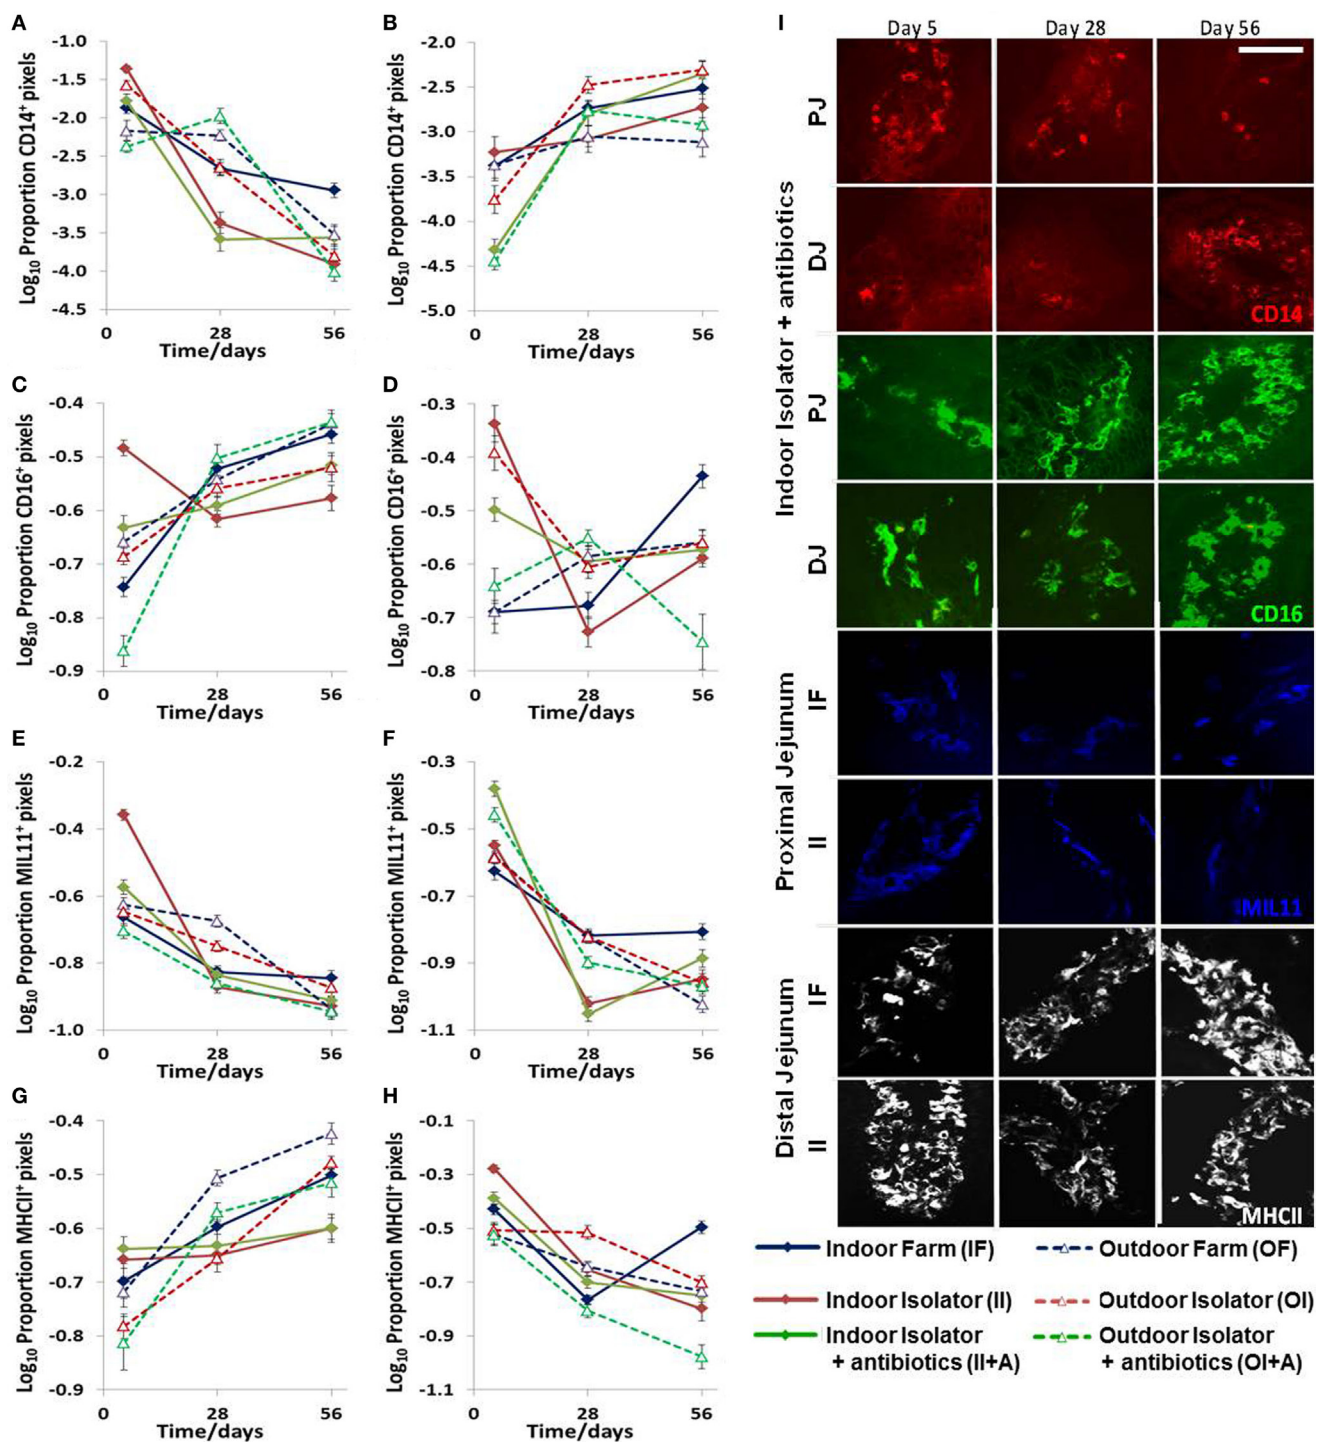 A
Log10 Proportion CD14+ pixels
-1.0
-1.5
-2.0
-2.5
-3.0
-3.5
-4.0
-4.5
0
28
56
Time/days
B
Log10 Proportion CD14+ pixels
-2.0
-2.5
-3.0
-3.5
-4.0
-4.5
-5.0
0
28
56
Time/days
C
Log10 Proportion CD16+ pixels
-0.4
-0.5
-0.6
-0.7
-0.8
-0.9
0
28
56
Time/days
D
Log10 Proportion CD16+ pixels
-0.3
-0.4
-0.5
-0.6
-0.7
-0.8
0
28
56
Time/days
E
Log10 Proportion MIL11+ pixels
-0.2
-0.4
-0.6
-0.8
-1.0
0
28
56
Time/days
F
Log10 Proportion MIL11+ pixels
-0.3
-0.5
-0.7
-0.9
-1.1
0
28
56
Time/days
G
Log10 Proportion MHCII+ pixels
-0.4
-0.5
-0.6
-0.7
-0.8
-0.9
0
28
56
Time/days
H
Log10 Proportion MHCII+ pixels
-0.1
-0.3
-0.5
-0.7
-0.9
-1.1
0
28
56
Time/days
I
Day 5
Day 28
Day 56
Indoor Isolator + antibiotics
PJ
DJ
CD14
PJ
DJ
CD16
Proximal Jejunum
IF
II
MIL11
Distal Jejunum
IF
II
MHCII
Indoor Farm (IF)
Outdoor Farm (OF)
Indoor Isolator (II)
Outdoor Isolator (OI)
Indoor Isolator
+ antibiotics (II+A)
Outdoor Isolator
+ antibiotics (OI+A)